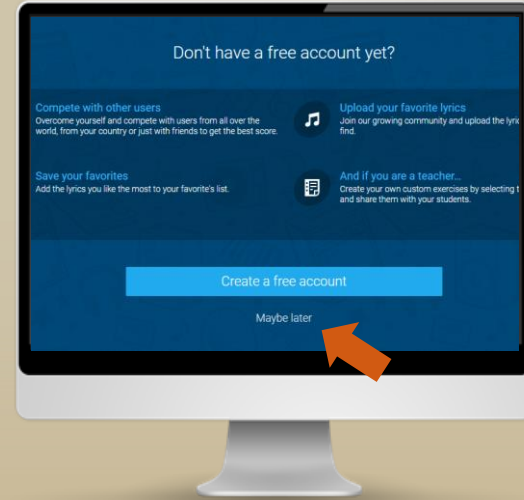 Don't have a free account yet?
Compete with other users
Overcome yourself and compete with users from all over the
world, from your country or just with friends to get the best score.
Upload your favorite lyrics
Join our growing community and upload the
find.
Save your favorites
Add the lyrics you like the most to your favorite's list.
And if you are a teacher...
Create your own custom exercises by selecting
and share them with your students.
Create a free account
Maybe later